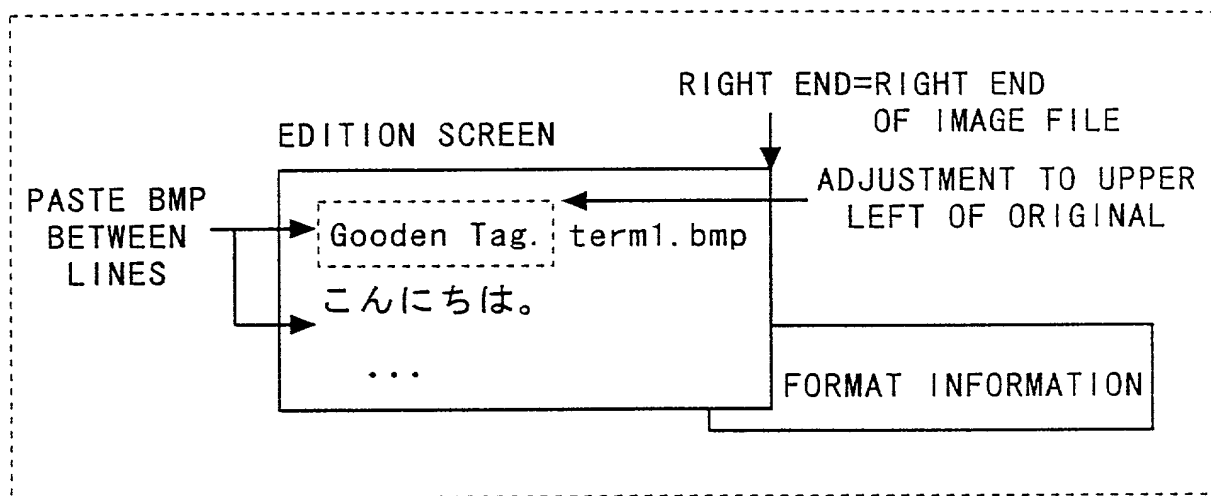 RIGHT END=RIGHT END
OF IMAGE FILE
EDITION SCREEN
ADJUSTMENT TO UPPER
LEFT OF ORIGINAL
PASTE BMP
BETWEEN
LINES
Gooden Tag. term1.bmp
こんにちは。
...
FORMAT INFORMATION